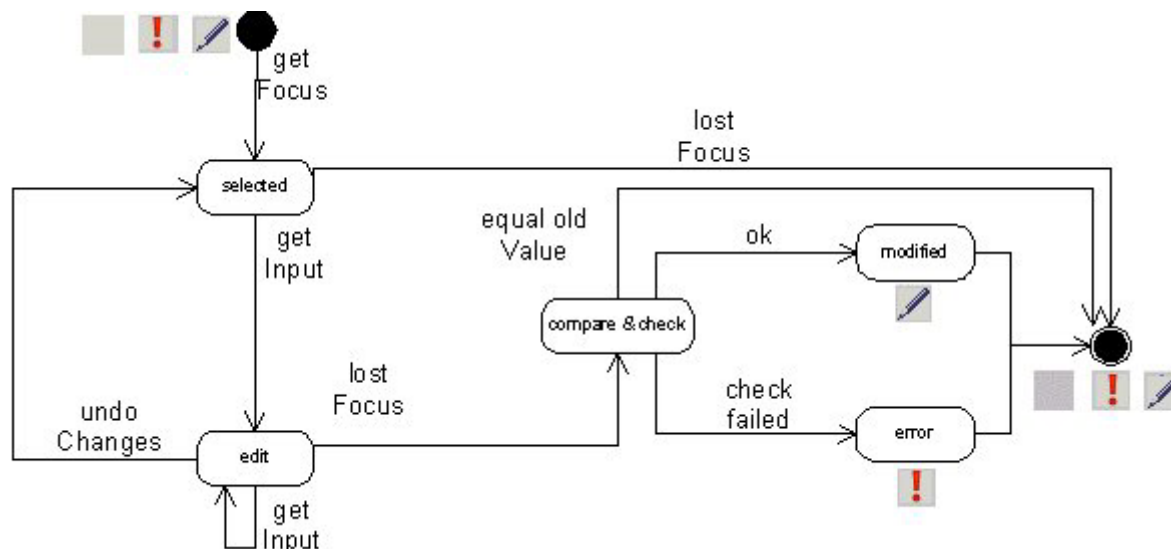 get
Focus
lost
Focus
selected
equal old
Value
ok
get
Input
modified
compare & check
lost
Focus
check
failed
undo
Changes
error
edit
get
Input